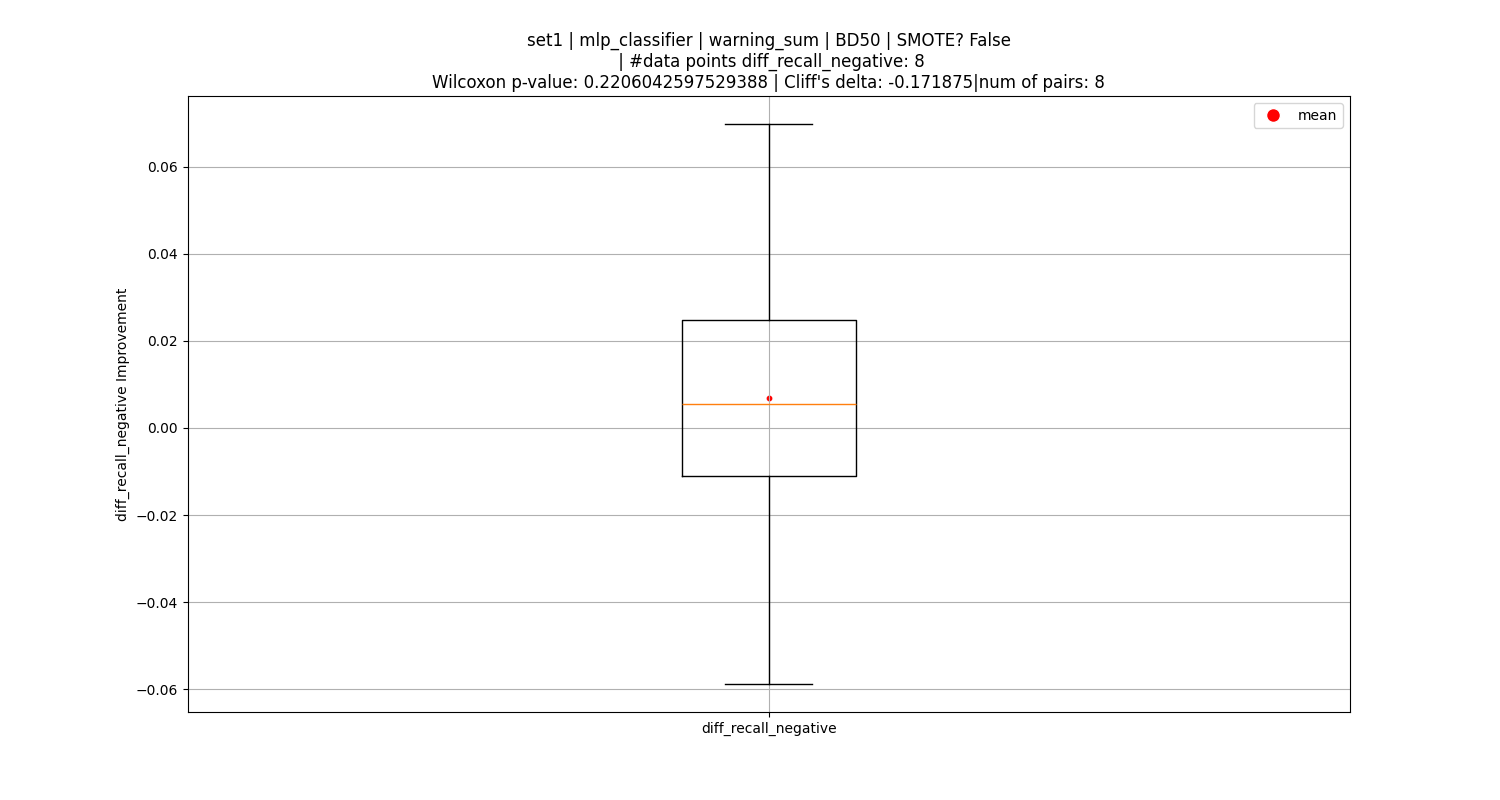 set1 | mlp_classifier | warning_sum | BD50 | SMOTE? False
| #data points diff_recall_negative: 8
Wilcoxon p-value: 0.2206042597529388 | Cliff's delta: -0.171875|num of pairs: 8
mean
0.06
0.04
0.02
0.00
−0.02
−0.04
−0.06
diff_recall_negative Improvement
diff_recall_negative